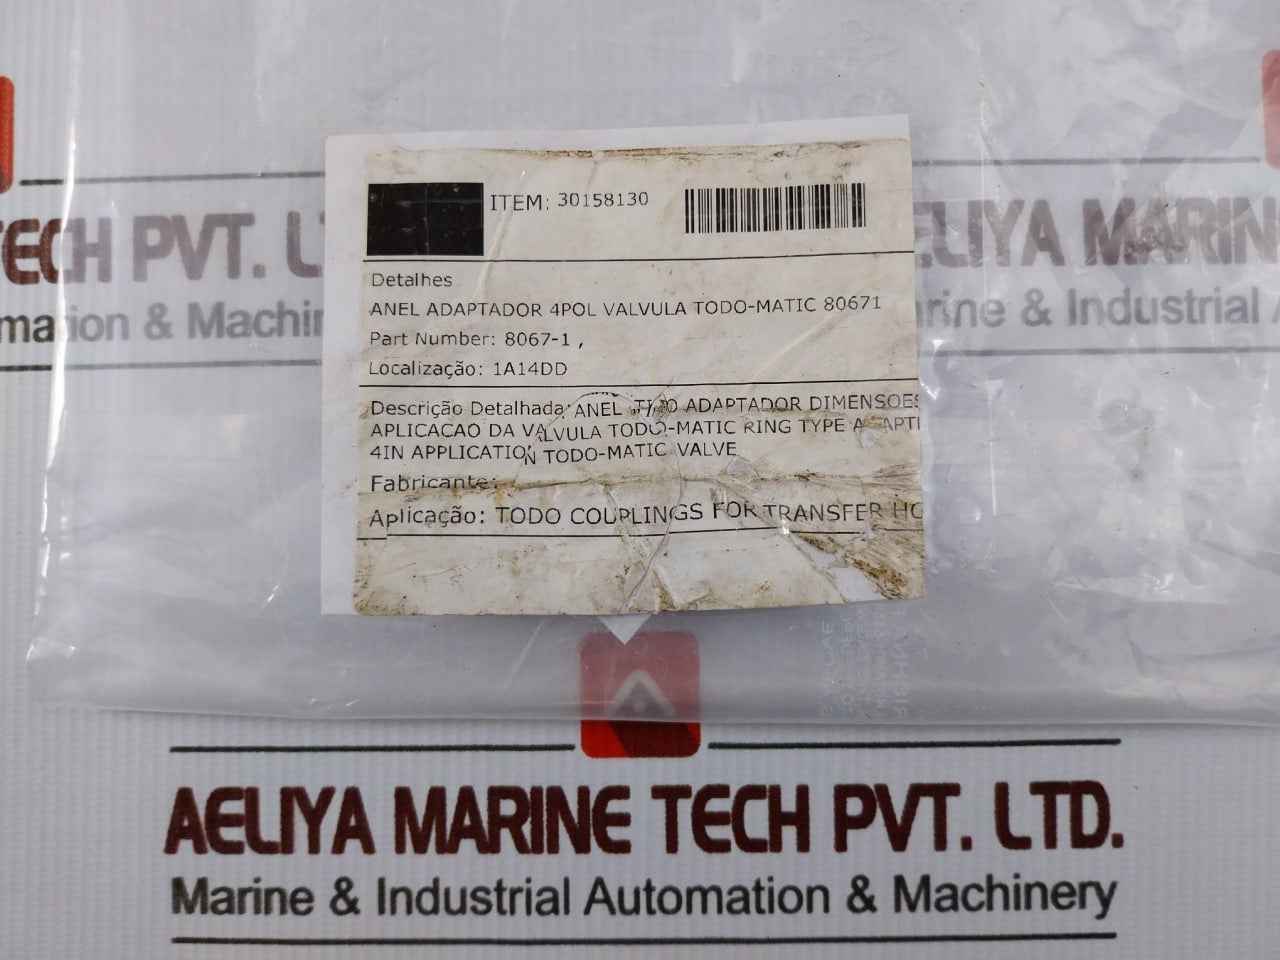 ITEM: 30158130
Detalhes
ANEL ADAPTADOR 4POL VALVULA TODO-MATIC 80671
Part Number: 8067-1 ,
Localização: 1A14DD
Descrição Detalhada: ANEL TIPO ADAPTADOR DIMENSOES
APLICACAO DA VALVULA TODO-MATIC RING TYPE
4IN APPLICATION TODO-MATIC VALVE
Fabricante:
Aplicação: TODO COUPLINGS FOR TRANSFER HO
TECH PVT. L
mation & Machin
AELIYA MARIN
rine & Industrial A
AELIYA MARINE TECH PVT. LTD.
Marine & Industrial Automation & Machinery